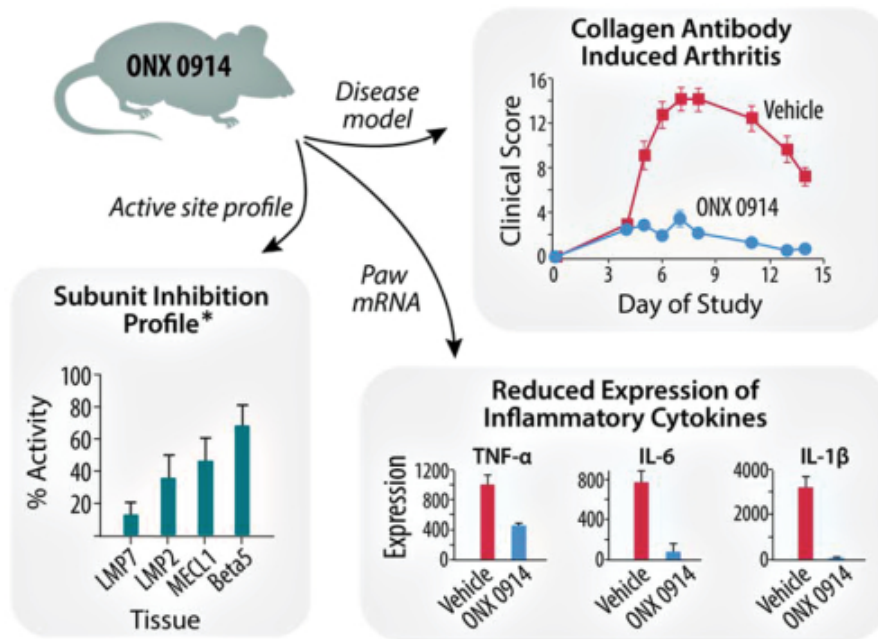 ONX 0914
Disease
model
Active site profile
Paw
mRNA
Collagen Antibody
Induced Arthritis
Clinical Score
16
12
8
4
0
Vehicle
ONX 0914
0 3 6 9 12 15
Day of Study
Subunit Inhibition
Profile*
% Activity
100
80
60
40
20
LMP7 LMP2 MECL1 Beta5
Tissue
Reduced Expression of
Inflammatory Cytokines
Expression
TNF-α
1200
800
400
0
Vehicle ONX 0914
IL-6
800
400
0
Vehicle ONX 0914
IL-1β
4000
2000
0
Vehicle ONX 0914